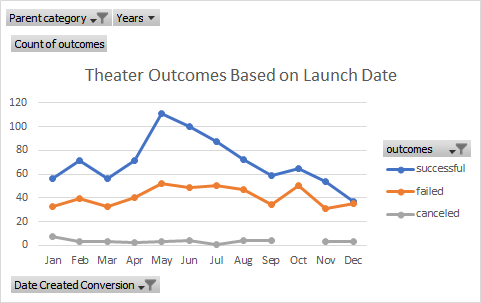 Parent category Years
Count of outcomes
Theater Outcomes Based on Launch Date
120
100
80
60
40
20
0
Jan Feb Mar Apr May Jun Jul Aug Sep Oct Nov Dec
outcomes
successful
failed
canceled
Date Created Conversion